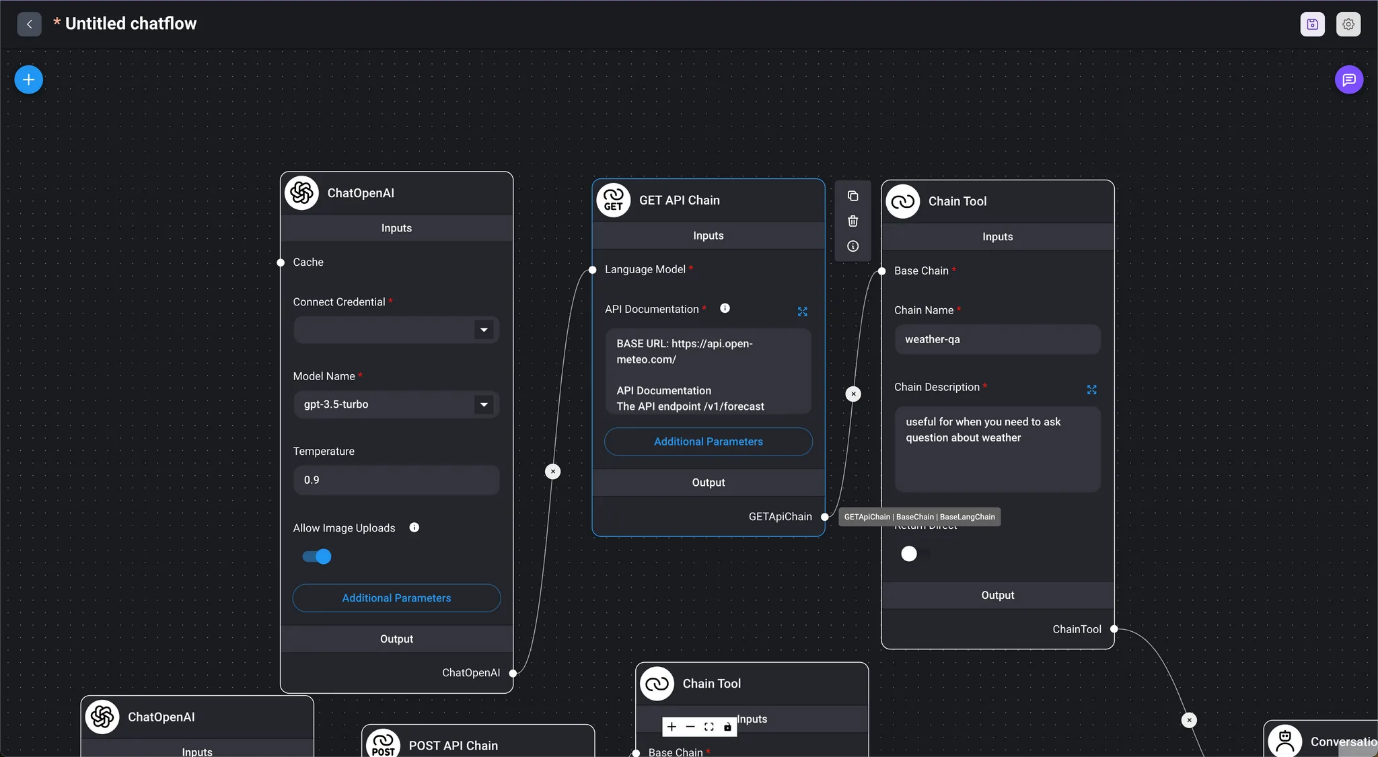 * Untitled chatflow
ChatOpenAI
Inputs
Cache
Connect Credential *
Model Name *
gpt-3.5-turbo
Temperature
0.9
Allow Image Uploads
Additional Parameters
Output
ChatOpenAI
GET
GET API Chain
Inputs
Language Model *
API Documentation *
BASE URL: https://api.open-
meteo.com/
API Documentation
The API endpoint /v1/forecast
Additional Parameters
Output
GETApiChain
GETApiChain | BaseChain | BaseLangChain
Chain Tool
Inputs
Base Chain *
Chain Name *
weather-qa
Chain Description *
useful for when you need to ask
question about weather
Return Direct
Output
ChainTool
ChatOpenAI
Inputs
POST
POST API Chain
Chain Tool
Inputs
Base Chain *
Conversatio